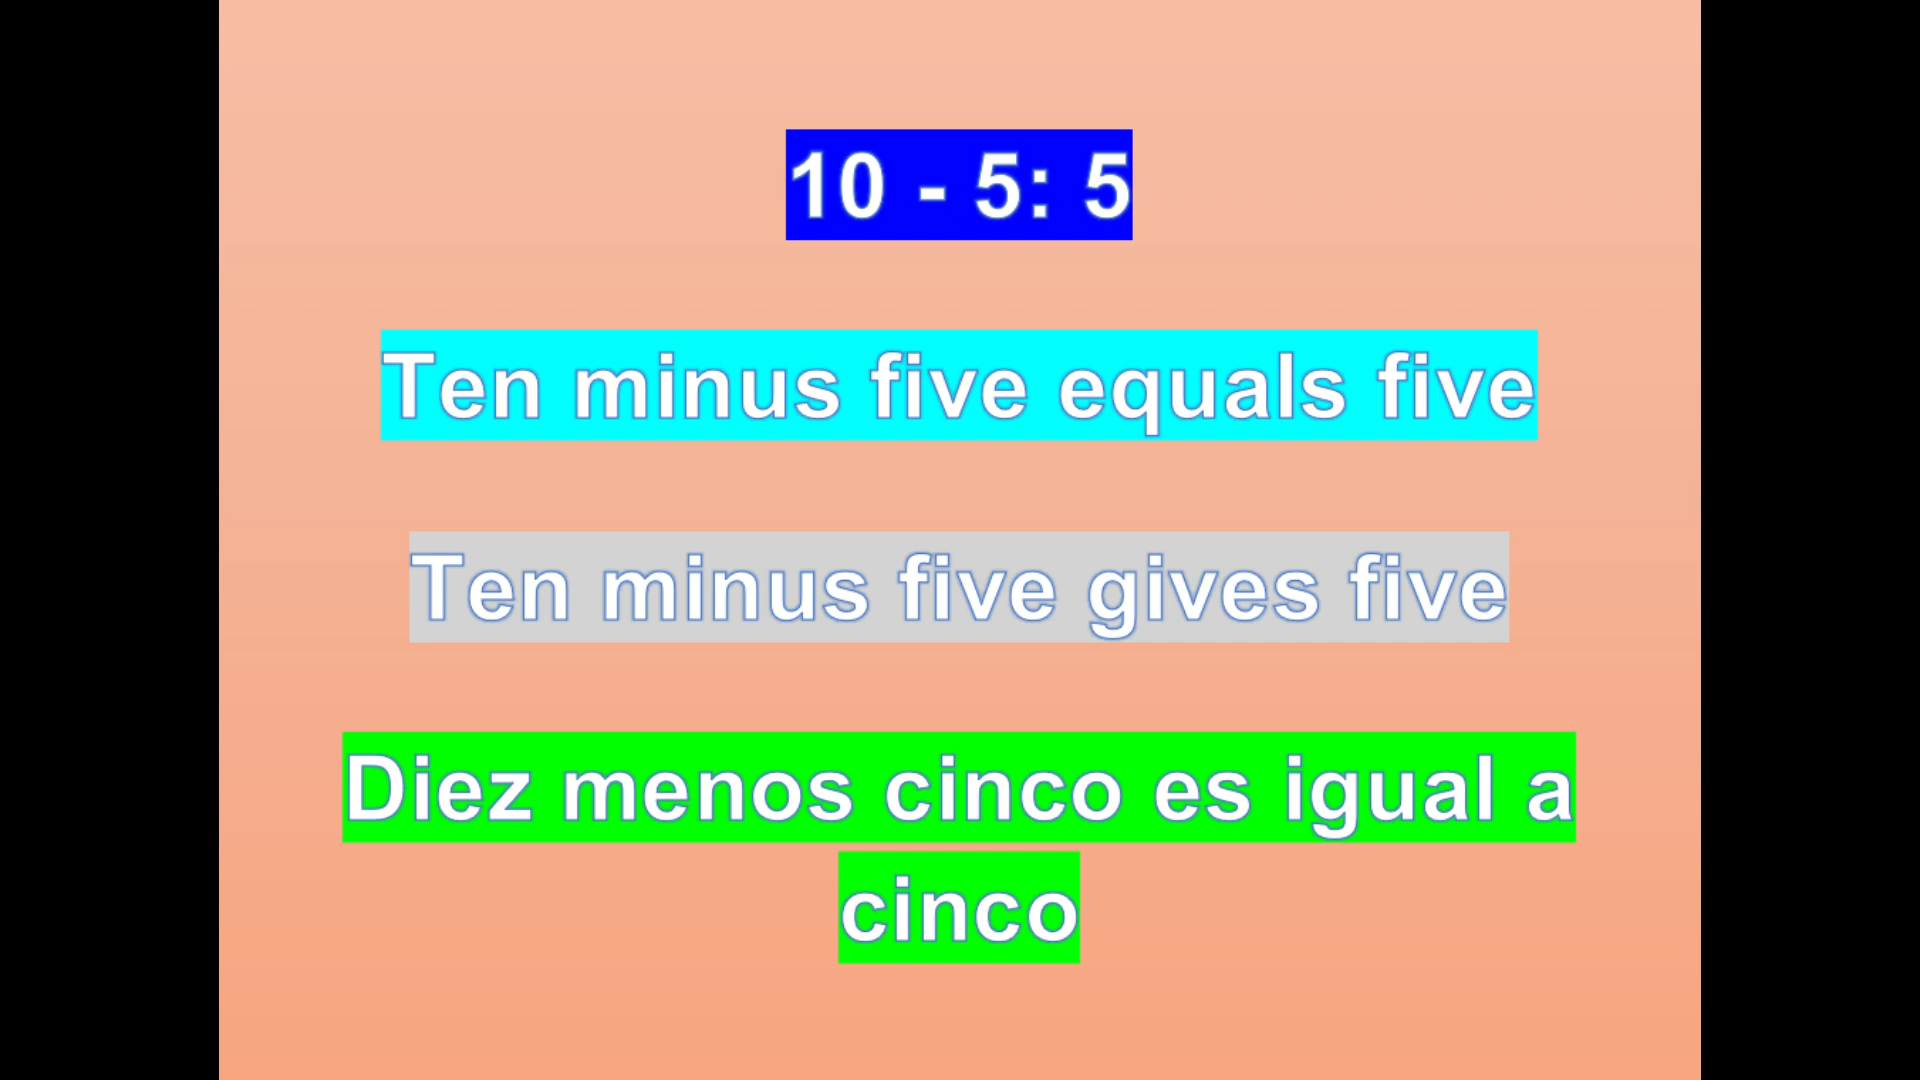 10 - 5: 5
Ten minus five equals five
Ten minus five gives five
Diez menos cinco es igual a
cinco